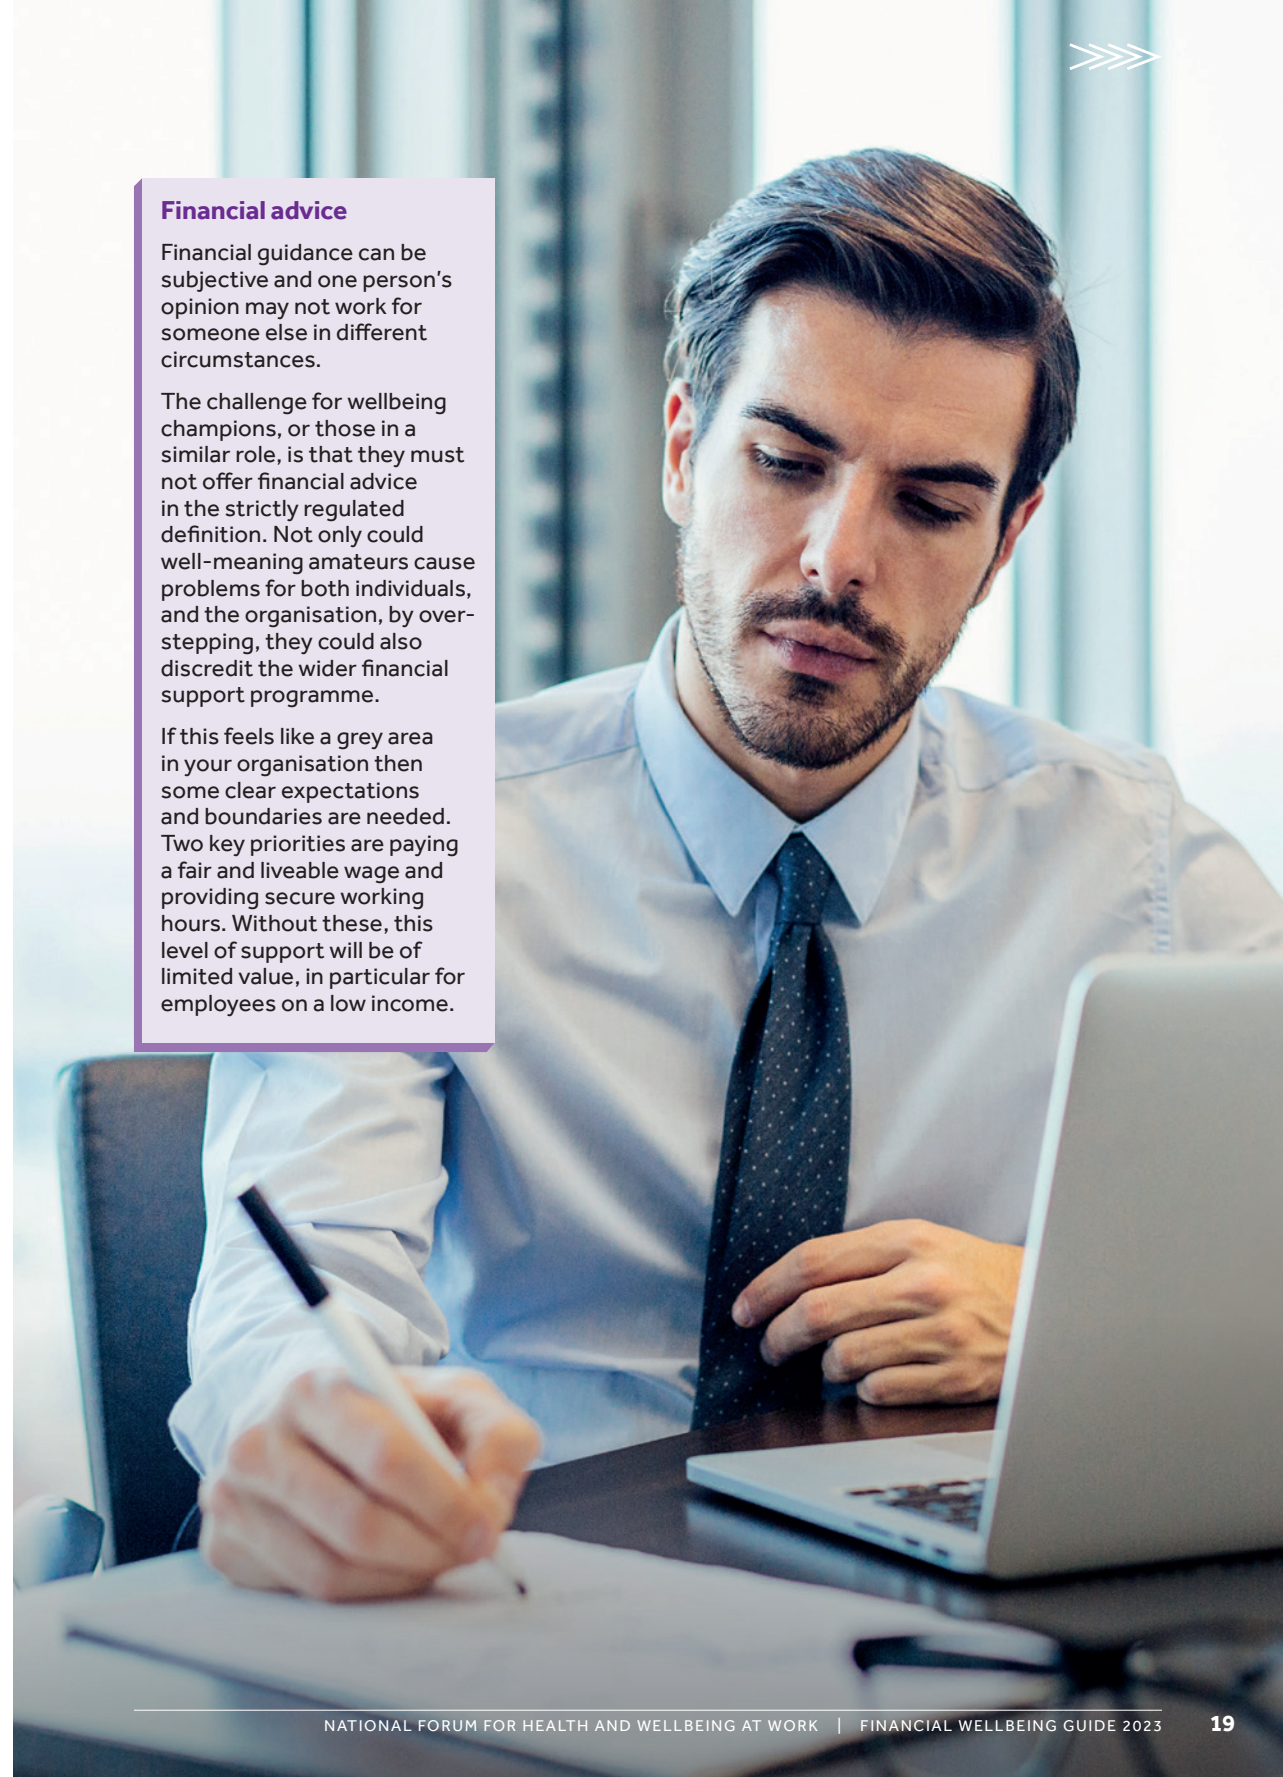 Financial advice
Financial guidance can be
subjective and one person's
opinion may not work for
someone else in different
circumstances.
The challenge for wellbeing
champions, or those in a
similar role, is that they must
not offer financial advice
in the strictly regulated
definition. Not only could
well-meaning amateurs cause
problems for both individuals,
and the organisation, by over-
stepping, they could also
discredit the wider financial
support programme.
If this feels like a grey area
in your organisation then
some clear expectations
and boundaries are needed.
Two key priorities are paying
a fair and liveable wage and
providing secure working
hours. Without these, this
level of support will be of
limited value, in particular for
employees on a low income.
NATIONAL FORUM FOR HEALTH AND WELLBEING AT WORK | FINANCIAL WELLBEING GUIDE 2023 19